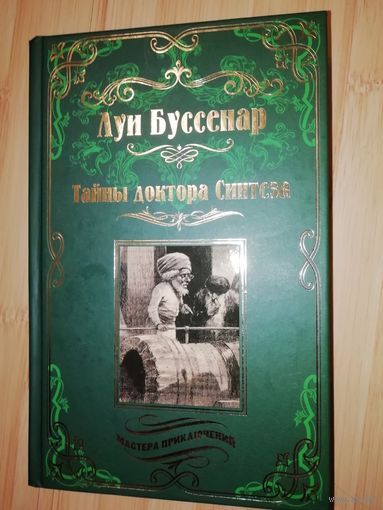 Луи Буссенар
Тайны доктора Синтеза
МАСТЕРА ПРИКЛЮЧЕНИЙ